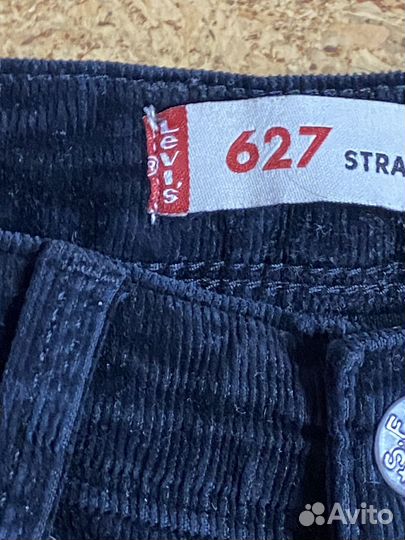 Levi's
®
627 STRA
S.F
Avito